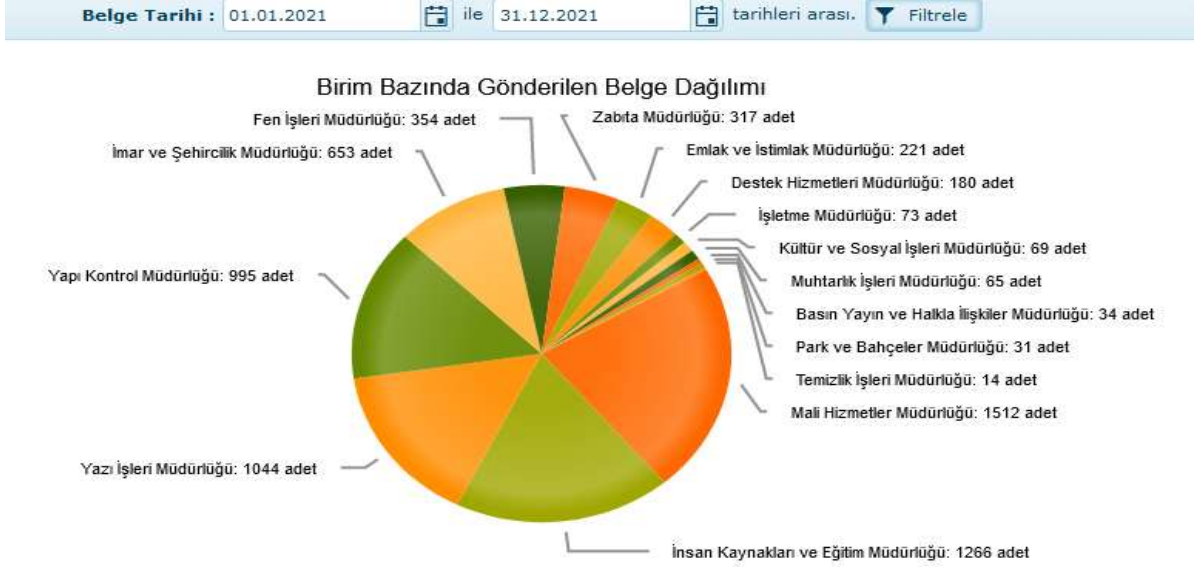 Belge Tarihi : 01.01.2021 ile 31.12.2021 tarihleri arası. Filtrele
Birim Bazında Gönderilen Belge Dağılımı
Fen İşleri Müdürlüğü: 354 adet
Zabıta Müdürlüğü: 317 adet
İmar ve Şehircilik Müdürlüğü: 653 adet
Emlak ve İstimlak Müdürlüğü: 221 adet
Destek Hizmetleri Müdürlüğü: 180 adet
İşletme Müdürlüğü: 73 adet
Kültür ve Sosyal İşleri Müdürlüğü: 69 adet
Yapı Kontrol Müdürlüğü: 995 adet
Muhtarlık İşleri Müdürlüğü: 65 adet
Basın Yayın ve Halkla İlişkiler Müdürlüğü: 34 adet
Park ve Bahçeler Müdürlüğü: 31 adet
Temizlik İşleri Müdürlüğü: 14 adet
Mali Hizmetler Müdürlüğü: 1512 adet
Yazı İşleri Müdürlüğü: 1044 adet
İnsan Kaynakları ve Eğitim Müdürlüğü: 1266 adet